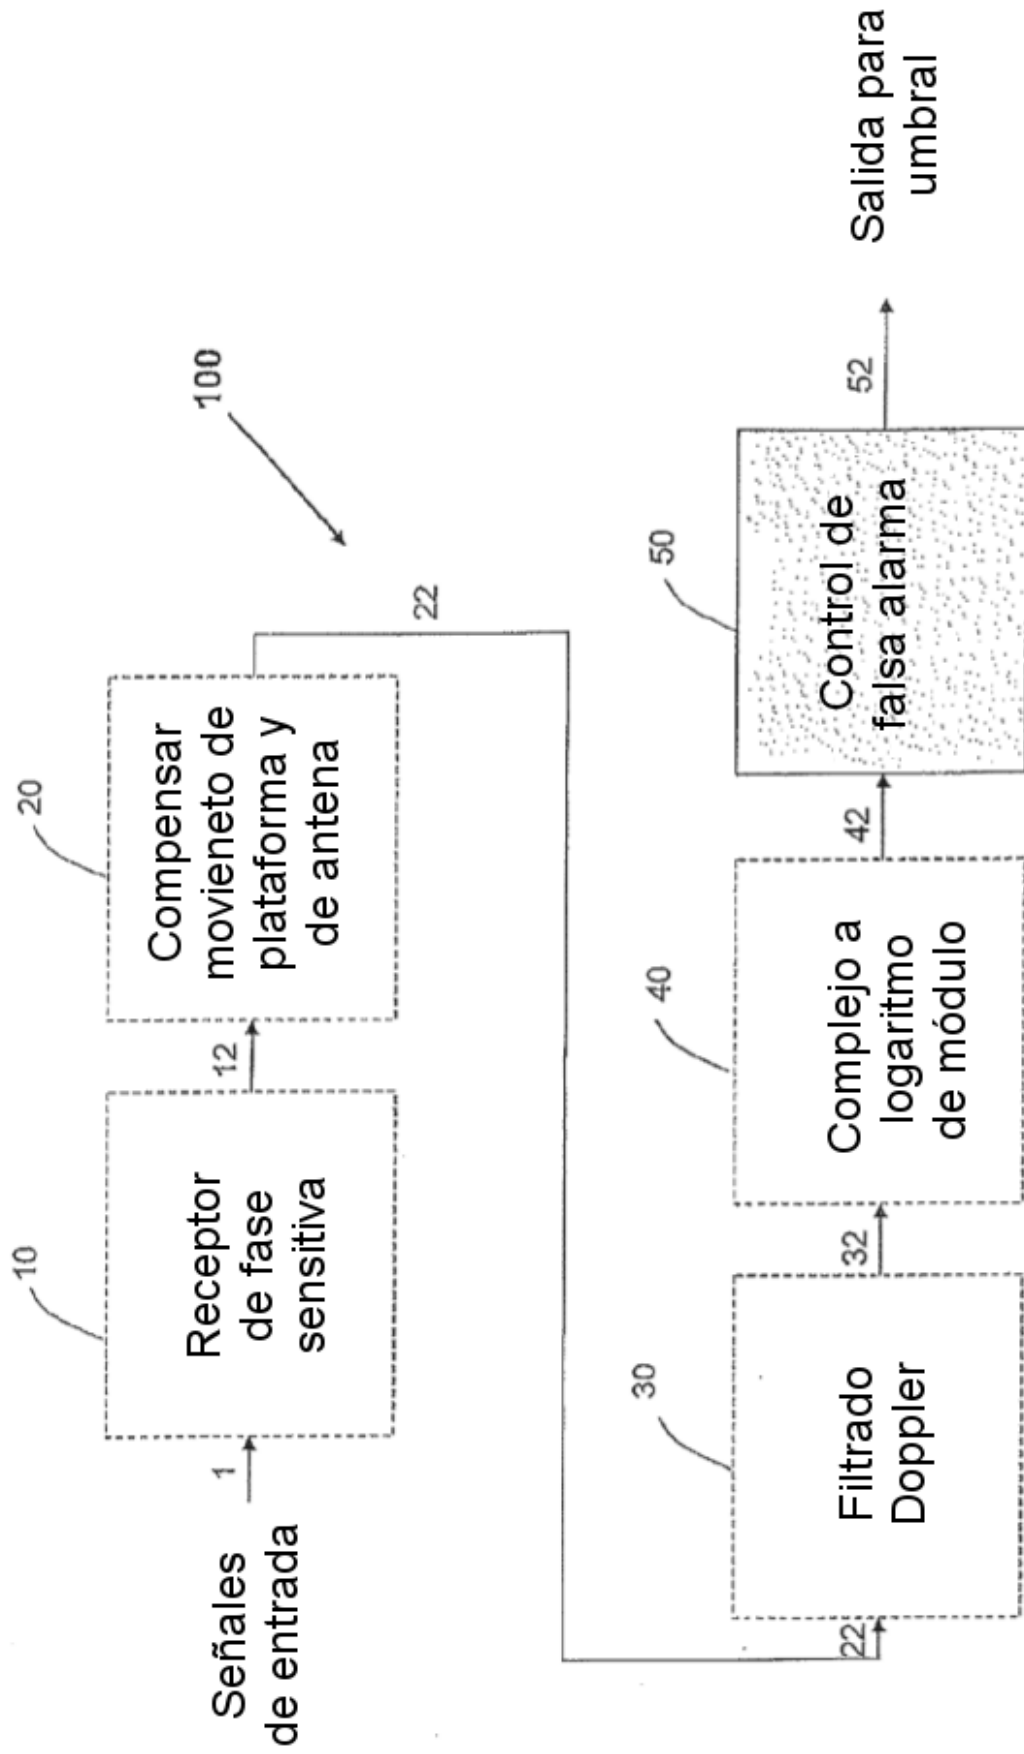 100
10
20
Señales
de entrada
1
Receptor
de fase
sensitiva
12
Compensar
movieneto de
plataforma y
de antena
22
30
40
50
22
Filtrado
Doppler
32
Complejo a
logaritmo
de módulo
42
Control de
falsa alarma
52
Salida para
umbral